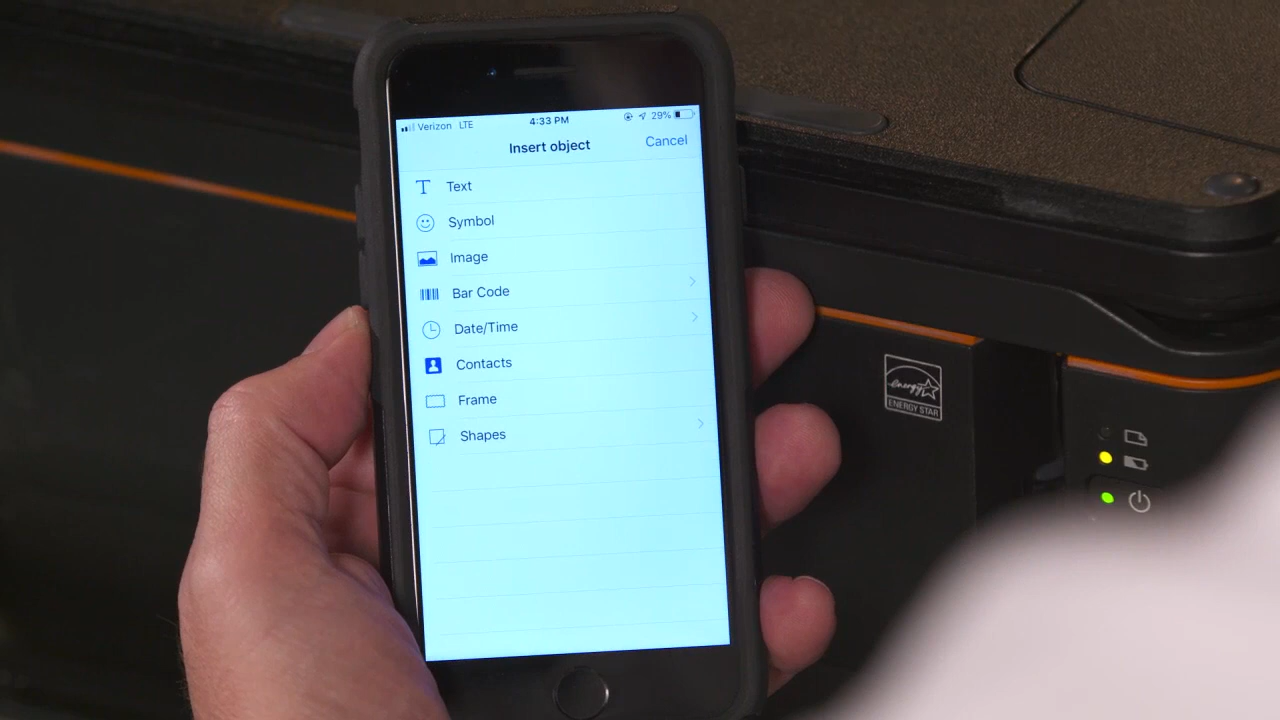 Verizon LTE 4:33 PM 29%
Insert object Cancel
Text
Symbol
Image
Bar Code
Date/Time
Contacts
Frame
Shapes
energy
ENERGY STAR